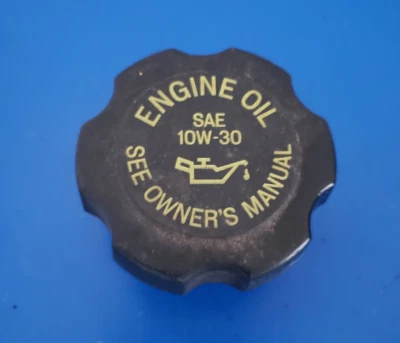 ENGINE OIL
SAE
10W-30
SEE OWNER'S MANUAL